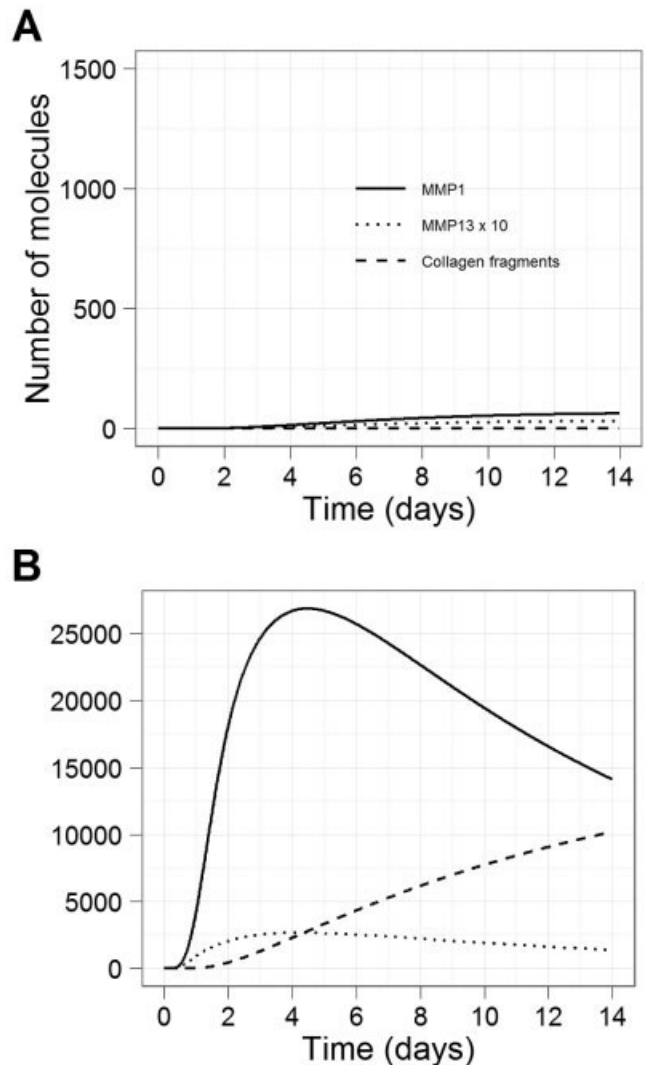 A
1500
1000
500
0
Number of molecules
MMP1
MMP13 x 10
Collagen fragments
0 2 4 6 8 10 12 14
Time (days)
B
25000
20000
15000
10000
5000
0
0 2 4 6 8 10 12 14
Time (days)